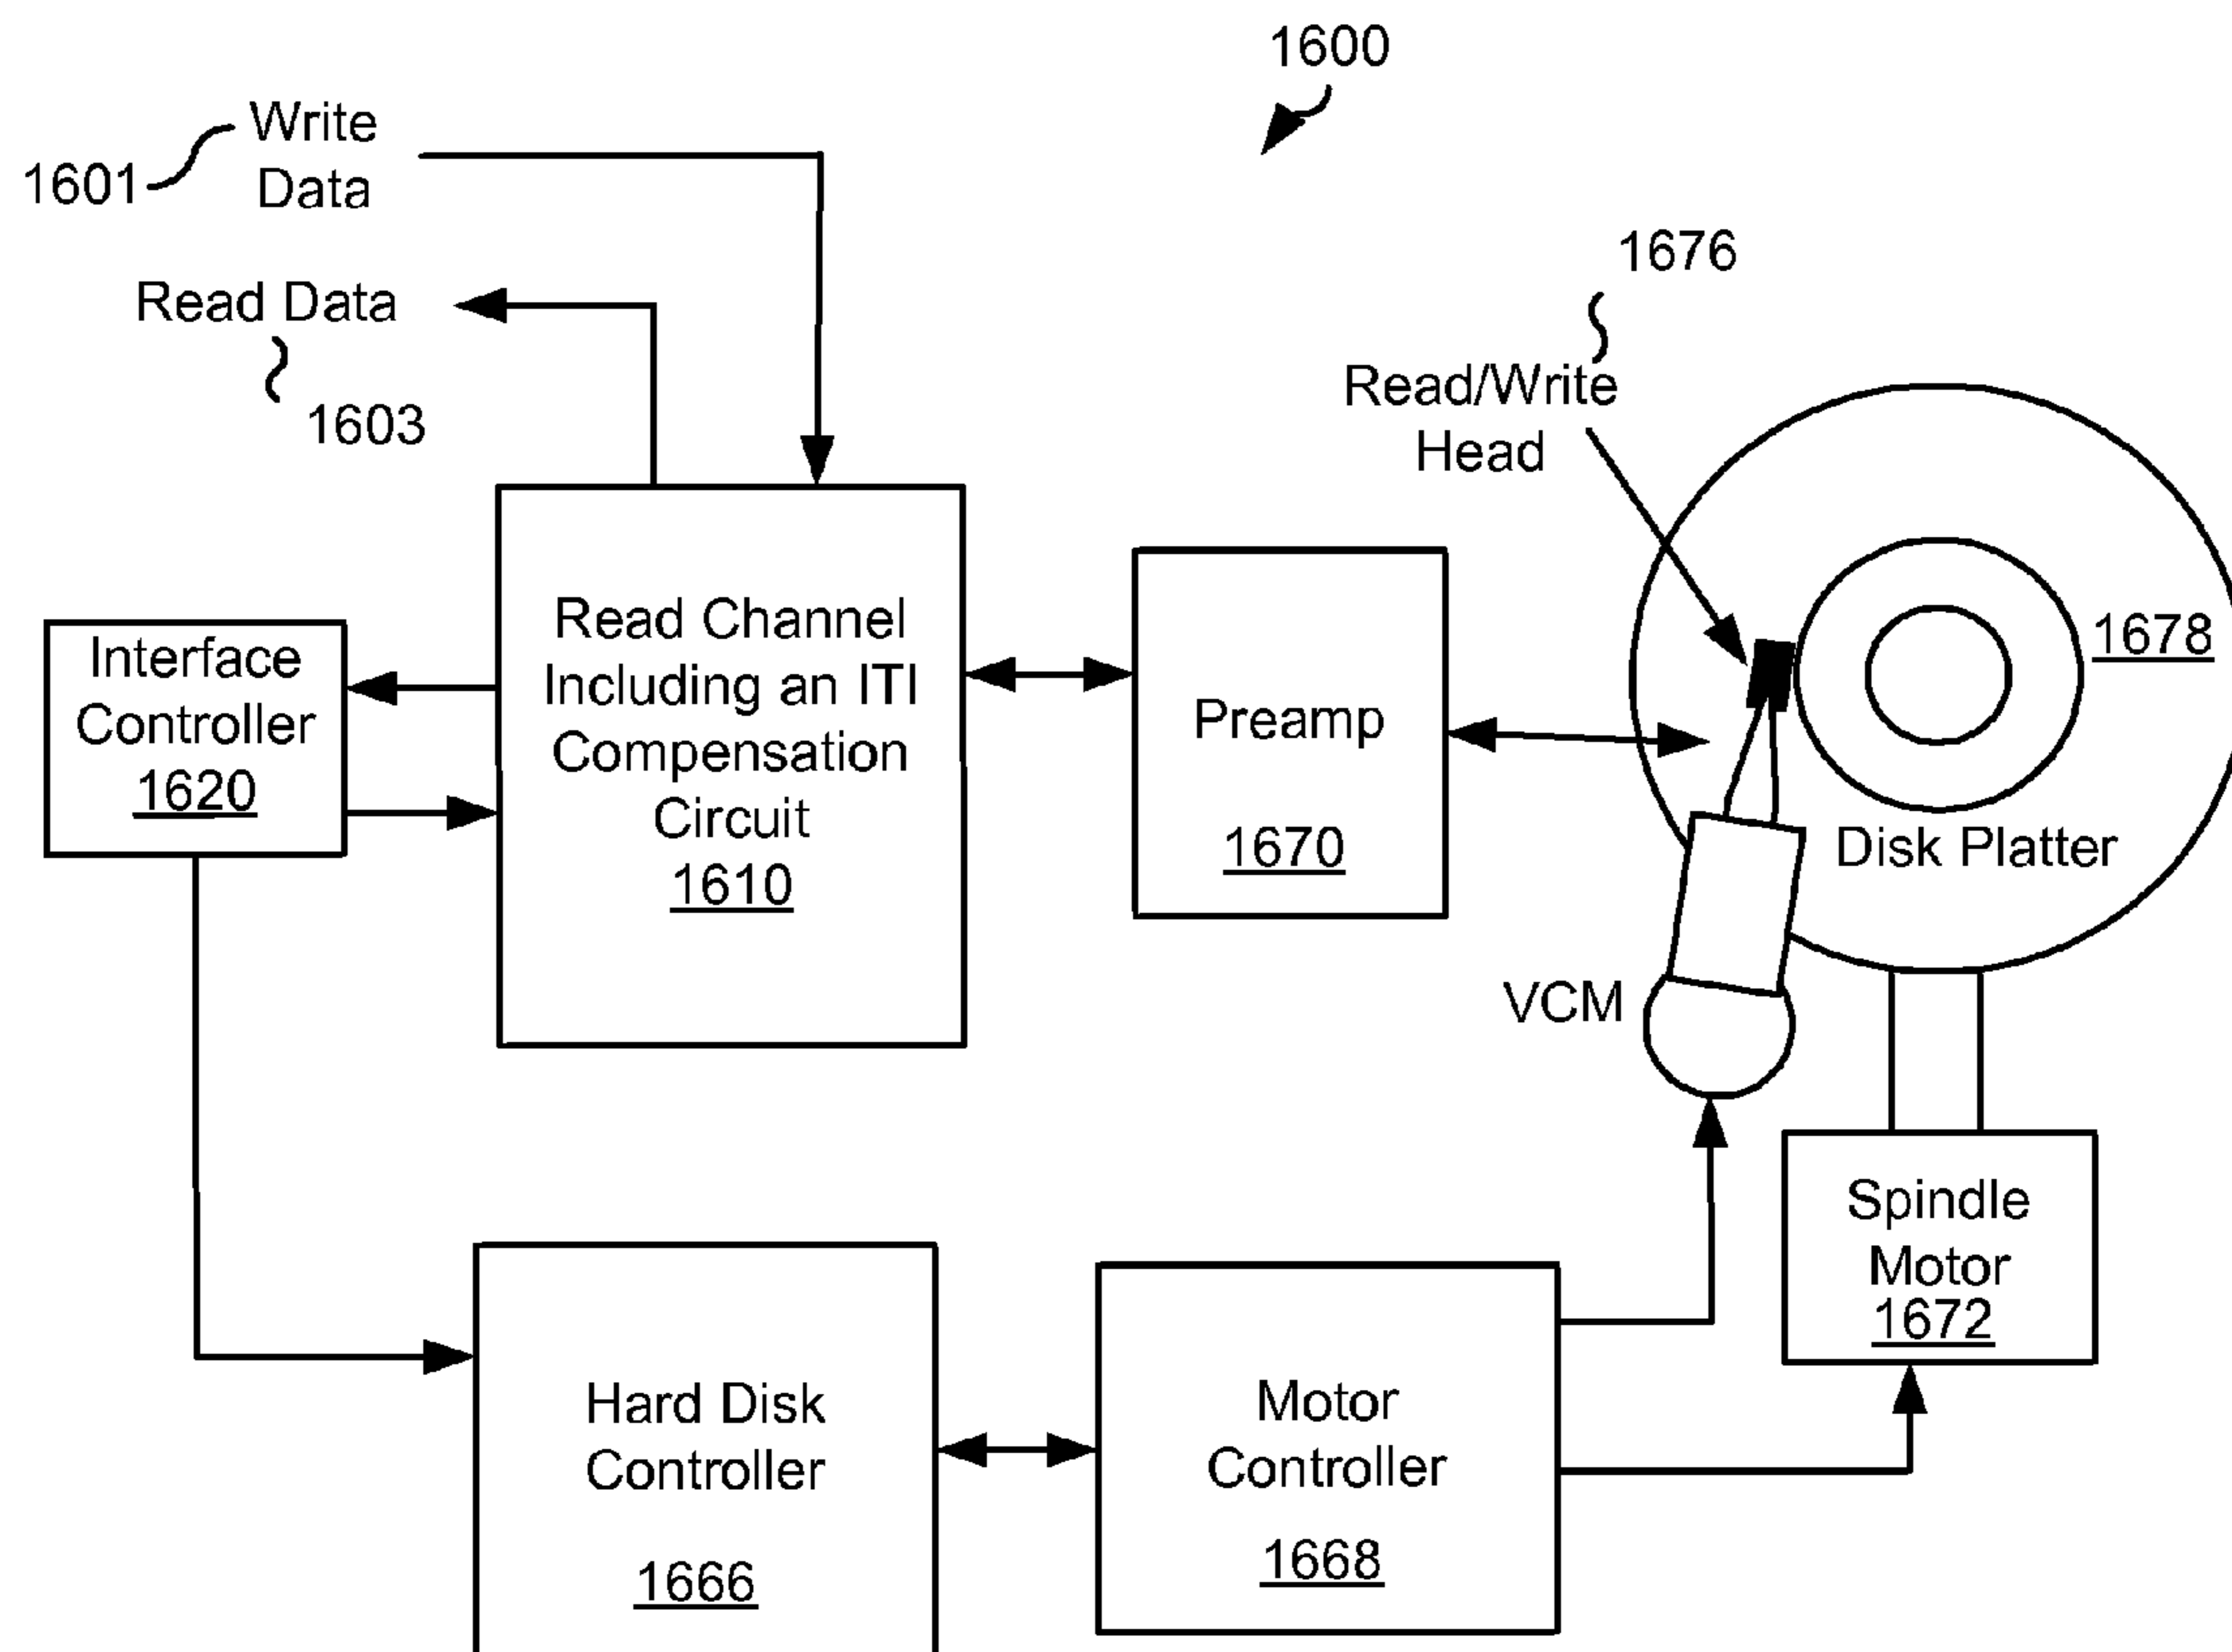 1600
Write
Data
1601
Read Data
1603
1676
Read/Write
Head
Interface
Controller
1620
Read Channel
Including an ITI
Compensation
Circuit
1610
Preamp
1670
1678
Disk Platter
VCM
Spindle
Motor
1672
Hard Disk
Controller
1666
Motor
Controller
1668